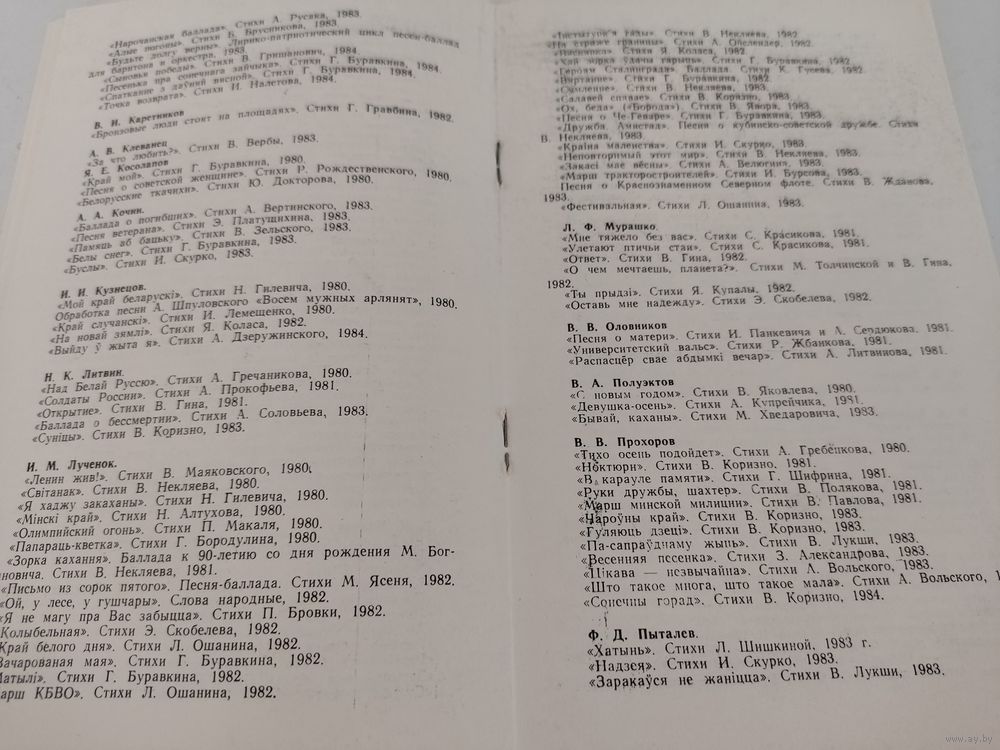 «Нарочанская баллада». Стихи А. Русака, 1983.
«Алые погоны». Стихи Б. Брусникова, 1983.
«Будьте долгу верны». Лирико-патриотический цикл песен-баллад
для баритона и оркестра, 1983.
«Сыновья победы». Стихи В. Гришанович, 1984.
«Песенька пра сонечнага зайчыка». Стихи Г. Буравкина, 1984.
«Спатканне з даўняй вясной». Стихи Г. Буравкина, 1984.
«Точка возврата». Стихи И. Налетова, 1984.
В. И. Каретников
«Бронзовые люди стоят на площадях». Стихи Г. Гравбина, 1982.
А. В. Клеванец
«За что любить?». Стихи В. Вербы, 1983.
Я. Е. Косолапов
«Край мой». Стихи Г. Буравкина, 1980.
«Песня о советской женщине». Стихи Р. Рождественского, 1980.
«Белорусские ткачихи». Стихи Ю. Докторова, 1980.
А. А. Кочин.
«Баллада о погибших». Стихи А. Вертинского, 1983.
«Песня ветерана». Стихи Э. Платущихина, 1983.
«Памяць аб бацьку». Стихи В. Зельского, 1983.
«Белы снег». Стихи Г. Буравкина, 1983.
«Буслы». Стихи И. Скурко, 1983.
И. И. Кузнецов.
«Мой край беларускі». Стихи Н. Гилевича, 1980.
Обработка песни А. Шпуловского «Восем мужных арлянят», 1980.
«Край случанскі». Стихи И. Лемещенко, 1980.
«На новай зямлі». Стихи Я. Коласа, 1982.
«Выйду ў жыта я». Стихи А. Дзеружинского, 1984.
Н. К. Литвин.
«Над Белай Руссю». Стихи А. Гречаникова, 1980.
«Солдаты России». Стихи А. Прокофьева, 1981.
«Открытие». Стихи В. Гина, 1981.
«Баллада о бессмертии». Стихи А. Соловьева, 1983.
«Суніцы». Стихи В. Коризно, 1983.
И. М. Лученок.
«Ленин жив!». Стихи В. Маяковского, 1980.
«Світанак». Стихи В. Некляева, 1980.
«Я хаджу закаханы». Стихи Н. Гилевича, 1980.
«Мінскі край». Стихи Н. Алтухова, 1980.
«Олимпийский огонь». Стихи П. Макаля, 1980.
«Папараць-кветка». Стихи Г. Бородулина, 1980.
«Зорка кахання». Баллада к 90-летию со дня рождения М. Бог-
новича. Стихи В. Некляева, 1981.
«Письмо из сорок пятого». Песня-баллада. Стихи М. Ясеня, 1982.
«Ой, у лесе, у гушчары». Слова народные, 1982.
«Я не магу пра Вас забыцца». Стихи П. Бровки, 1982.
Колыбельная». Стихи Э. Скобелева, 1982.
Край белого дня». Стихи Л. Ошанина, 1982.
Зачарованая мая». Стихи Г. Буравкина, 1982.
Матылі». Стихи Г. Буравкина, 1982.
арш КБВО». Стихи Л. Ошанина, 1982.
Стихи В. Некляева, 1982.
«На страже границы». Стихи А. 1982.
Стихи Я. Коласа, 1982.
«Хай зорка ўдачы гарыць». Стихи Г. Буравкина, 1982.
«Героям Сталинграда». Баллада. Стихи К. Гусева, 1982.
«Вяртанне». Стихи Г. Буравкина, 1982.
Стихи В. Некляева, 1983.
«Салавей спявае». Стихи В. Коризно, 1983.
«Ох, беда» («Борода»). Стихи В. Явора, 1983.
«Песня о Че Геваре». Стихи Г. Буравкина, 1983.
«Дружба, Амистад». Песня о кубинско-советской дружбе. Стихи
В. Некляева, 1983.
«Краіна маленства». Стихи И. Скурко, 1983.
«Неповторимый этот мир». Стихи В. Некляева, 1983.
«Закані мае вёсны». Стихи А. Велюгин, 1983.
«Марш тракторостроителей». Стихи И. Бурсова, 1983.
Песня о Краснознаменном Северном флоте. Стихи В. Жданова,
1983.
«Фестивальная». Стихи Л. Ошанина, 1983.
Л. Ф. Мурашко.
«Мне тяжело без вас». Стихи С. Красикова, 1981.
«Улетают птичьи стаи». Стихи С. Красикова, 1981.
«Ответ». Стихи В. Гина, 1982.
«О чем мечтаешь, планета?». Стихи М. Толчинской и В. Гина,
1982.
«Ты прыдзі». Стихи Я. Купалы, 1982.
«Оставь мне надежду». Стихи Э. Скобелева, 1982.
В. В. Оловников
«Песня о матери». Стихи И. Панкевича и А. Сердюкова, 1981.
«Университетский вальс». Стихи Р. Жбанкова, 1981.
«Распасцёр свае абдымкі вечар». Стихи А. Литвинова, 1981.
В. А. Полуэктов
«С новым годом». Стихи В. Яковлева, 1980.
«Девушка-осень». Стихи А. Купрейчика, 1981.
«Бывай, каханы». Стихи М. Хведаровича, 1983.
В. В. Прохоров
«Тихо осень подойдет». Стихи А. Гребёнкова, 1980.
«Ноктюрн». Стихи В. Коризно, 1981.
«В карауле памяти». Стихи Г. Шифрина, 1981.
«Руки дружбы, шахтер». Стихи В. Полякова, 1981.
«Марш минской милиции». Стихи В. Павлова, 1981.
«Чароўны край». Стихи В. Коризно, 1983.
«Гуляюць дзеці». Стихи В. Коризно, 1983.
«Па-сапраўднаму жыць». Стихи В. Лукши, 1983.
«Весенняя песенка». Стихи З. Александрова, 1983.
«Цікава — незвычайна». Стихи А. Вольского, 1983.
«Што такое многа, што такое мала». Стихи А. Вольского, 1
«Сонечны горад». Стихи В. Коризно, 1984.
Ф. Д. Пыталев.
«Хатынь». Стихи Л. Шишкиной, 1983 г.
«Надзея». Стихи И. Скурко, 1983.
«Заракаўся не жаніцца». Стихи В. Лукши, 1983.
www.ay.by